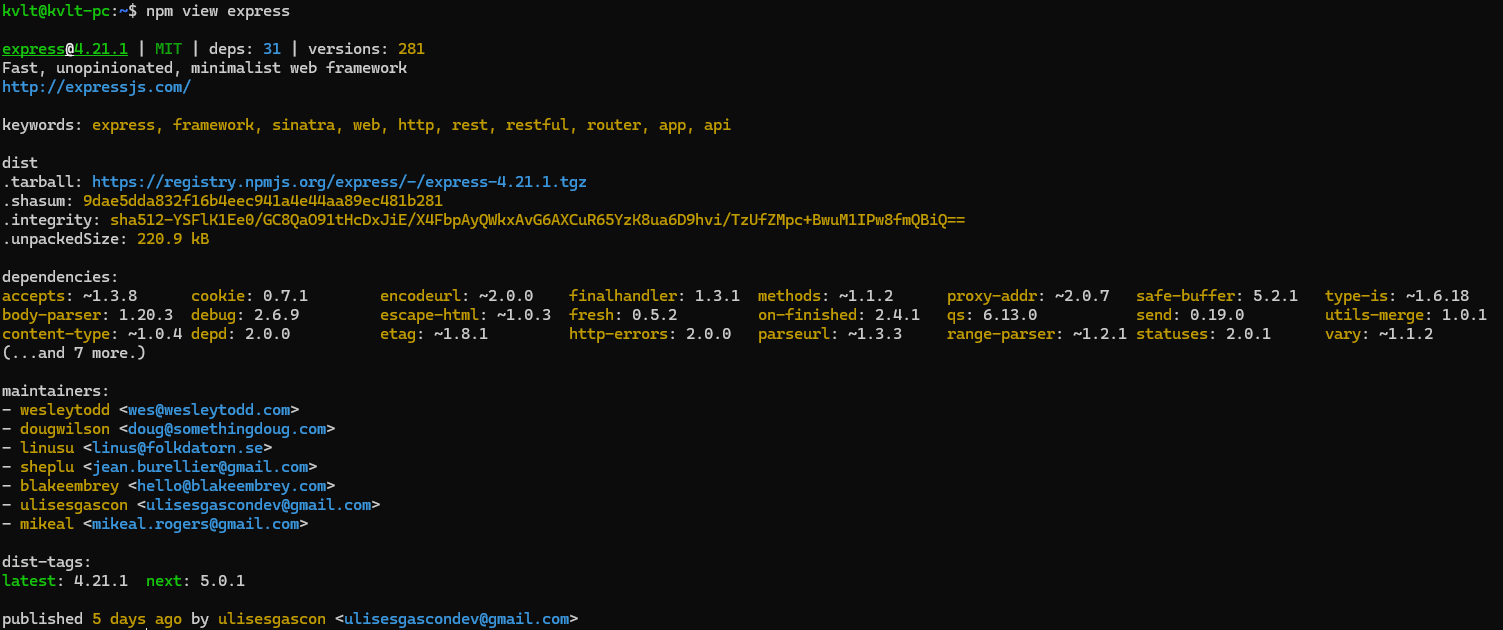 kvlt@kvlt-pc:~$ npm view express
express@4.21.1 | MIT | deps: 31 | versions: 281
Fast, unopinionated, minimalist web framework
http://expressjs.com/
keywords: express, framework, sinatra, web, http, rest, restful, router, app, api
dist
.tarball: https://registry.npmjs.org/express/-/express-4.21.1.tgz
.shasum: 9dae5dda832f16b4eec941a4e44aa89ec481b281
.integrity: sha512-YSFlK1Ee0/GC8QaO91tHcDxJiE/X4FbpAyQWkxAvG6AXCuR65YzK8ua6D9hvi/TzUfZMpc+BwuM1IPw8fmQBiQ==
.unpackedSize: 220.9 kB
dependencies:
accepts: ~1.3.8 cookie: 0.7.1 encodeurl: ~2.0.0 finalhandler: 1.3.1 methods: ~1.1.2 proxy-addr: ~2.0.7 safe-buffer: 5.2.1 type-is: ~1.6.18
body-parser: 1.20.3 debug: 2.6.9 escape-html: ~1.0.3 fresh: 0.5.2 on-finished: 2.4.1 qs: 6.13.0 send: 0.19.0 utils-merge: 1.0.1
content-type: ~1.0.4 depd: 2.0.0 etag: ~1.8.1 http-errors: 2.0.0 parseurl: ~1.3.3 range-parser: ~1.2.1 statuses: 2.0.1 vary: ~1.1.2
(...and 7 more.)
maintainers:
- wesleytodd <wes@wesleytodd.com>
- dougwilson <doug@somethingdoug.com>
- linusu <linus@folkdatorn.se>
- sheplu <jean.burellier@gmail.com>
- blakeembrey <hello@blakeembrey.com>
- ulisesgascon <ulisesgascondev@gmail.com>
- mikeal <mikeal.rogers@gmail.com>
dist-tags:
latest: 4.21.1 next: 5.0.1
published 5 days ago by ulisesgascon <ulisesgascondev@gmail.com>